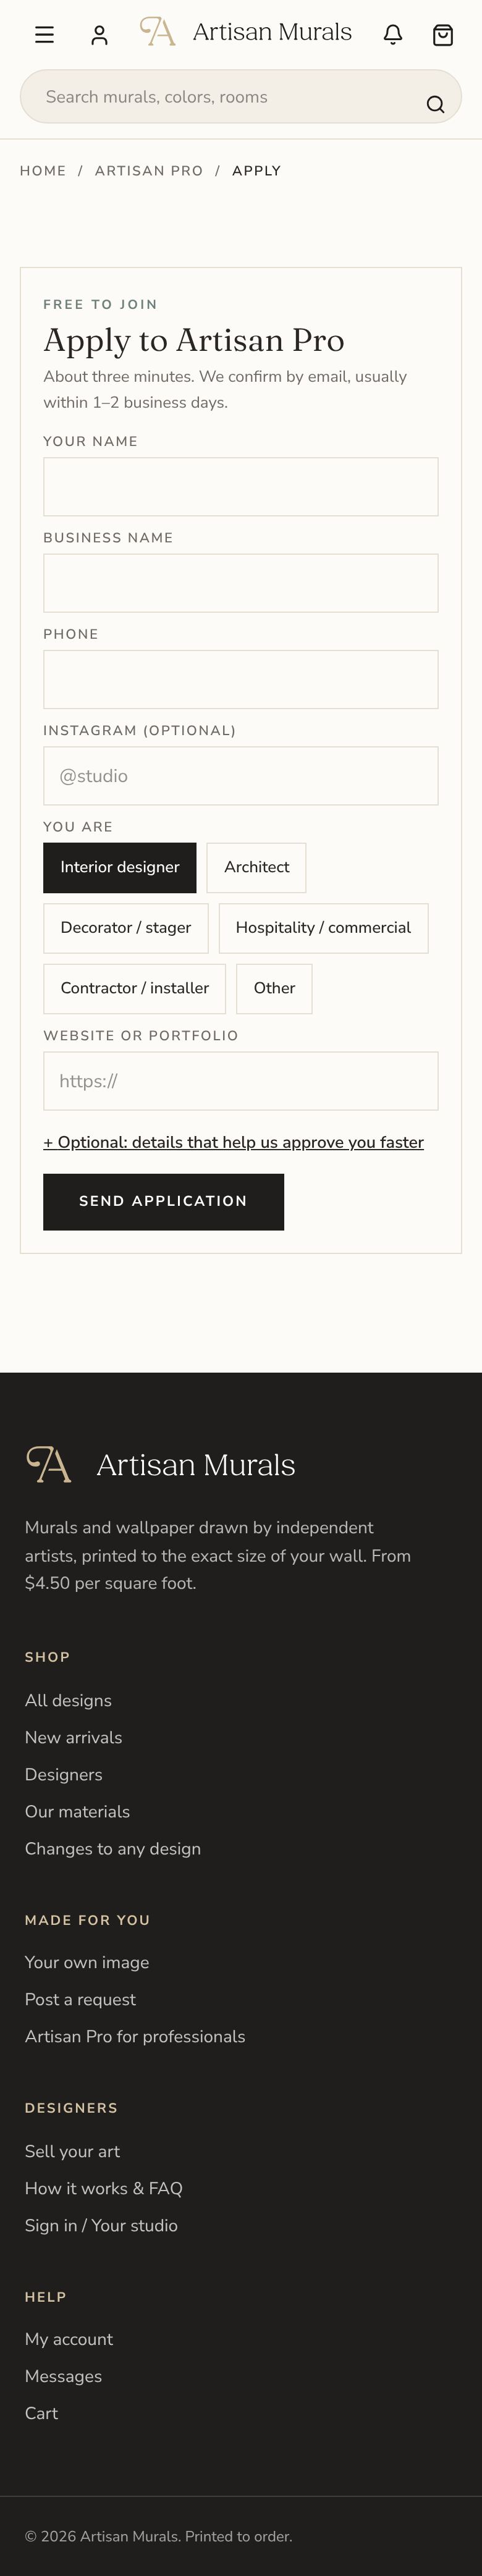 Artisan Murals
Search murals, colors, rooms
HOME / ARTISAN PRO / APPLY
FREE TO JOIN
Apply to Artisan Pro
About three minutes. We confirm by email, usually
within 1–2 business days.
YOUR NAME
BUSINESS NAME
PHONE
INSTAGRAM (OPTIONAL)
@studio
YOU ARE
Interior designer Architect
Decorator / stager Hospitality / commercial
Contractor / installer Other
WEBSITE OR PORTFOLIO
https://
+ Optional: details that help us approve you faster
SEND APPLICATION
Artisan Murals
Murals and wallpaper drawn by independent
artists, printed to the exact size of your wall. From
$4.50 per square foot.
SHOP
All designs
New arrivals
Designers
Our materials
Changes to any design
MADE FOR YOU
Your own image
Post a request
Artisan Pro for professionals
DESIGNERS
Sell your art
How it works & FAQ
Sign in / Your studio
HELP
My account
Messages
Cart
© 2026 Artisan Murals. Printed to order.